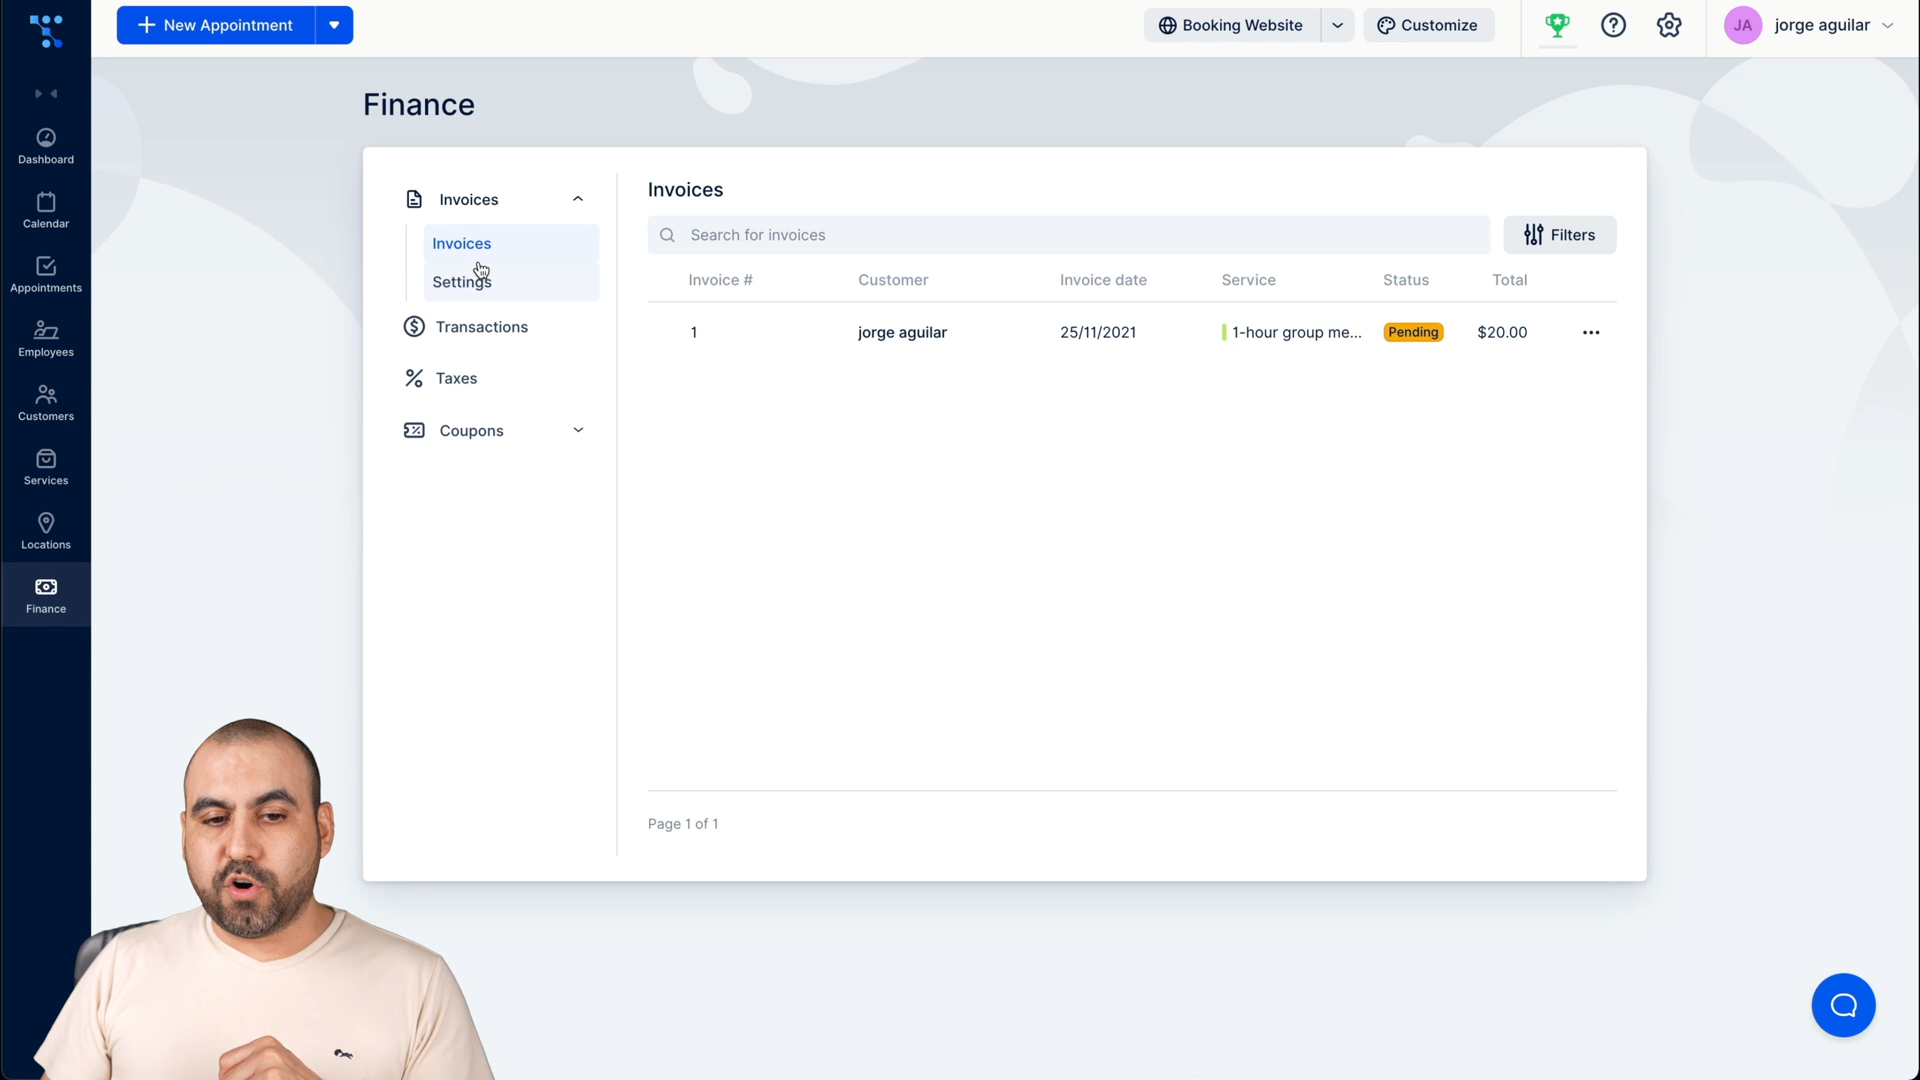 New Appointment
Booking Website
Customize
JA
jorge aguilar
Dashboard
Calendar
Appointments
Employees
Customers
Services
Locations
Finance
Finance
Invoices
Invoices
Settings
Transactions
Taxes
Coupons
Invoices
Search for invoices
Filters
Invoice # Customer Invoice date Service Status Total
1 jorge aguilar 25/11/2021 1-hour group me... Pending $20.00
Page 1 of 1